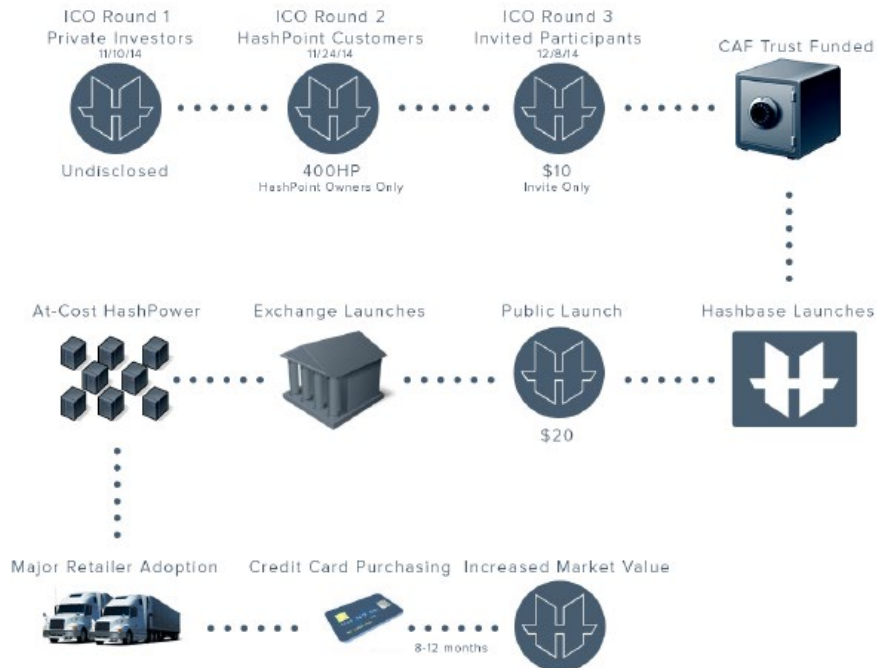 ICO Round 1
Private Investors
11/10/14
Undisclosed
ICO Round 2
HashPoint Customers
11/24/14
400HP
HashPoint Owners Only
ICO Round 3
Invited Participants
12/8/14
$10
Invite Only
CAF Trust Funded
Hashbase Launches
Public Launch
$20
Exchange Launches
At-Cost HashPower
Major Retailer Adoption
Credit Card Purchasing
8-12 months
Increased Market Value